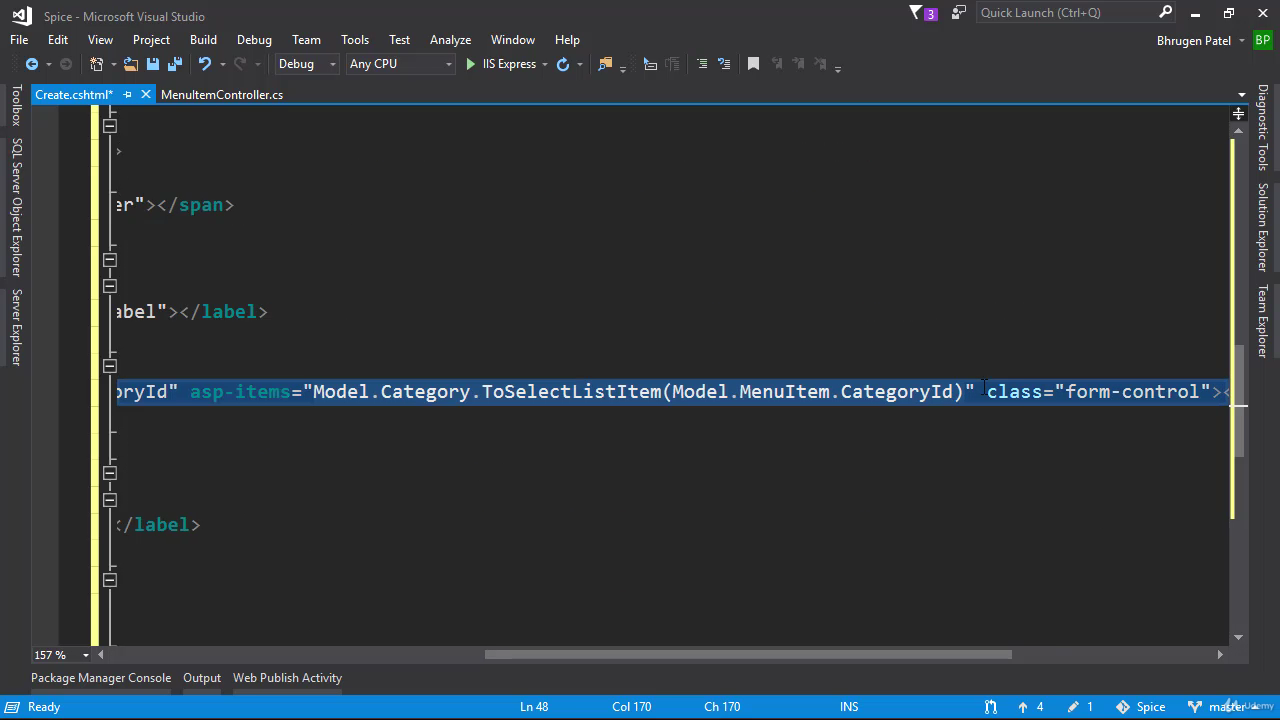 Spice - Microsoft Visual Studio
3
Quick Launch (Ctrl+Q)
File Edit View Project Build Debug Team Tools Test Analyze Window Help
Bhrugen Patel BP
Debug Any CPU IIS Express
Create.cshtml* MenuItemController.cs
Toolbox
SQL Server Object Explorer
Server Explorer
>
er"></span>
abel"></label>
oryId" asp-items="Model.Category.ToSelectListItem(Model.MenuItem.CategoryId)" class="form-control"><
</label>
Diagnostic Tools
Solution Explorer
Team Explorer
157 %
Package Manager Console Output Web Publish Activity
Ready Ln 48 Col 170 Ch 170 INS 4 1 Spice master
Udemy